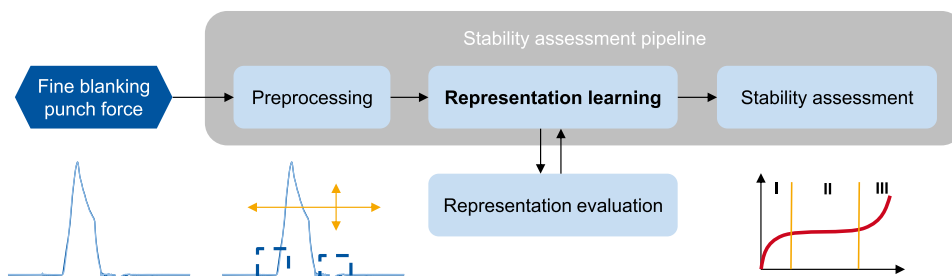 Stability assessment pipeline
Fine blanking
punch force
Preprocessing
Representation learning
Stability assessment
Representation evaluation
I II III